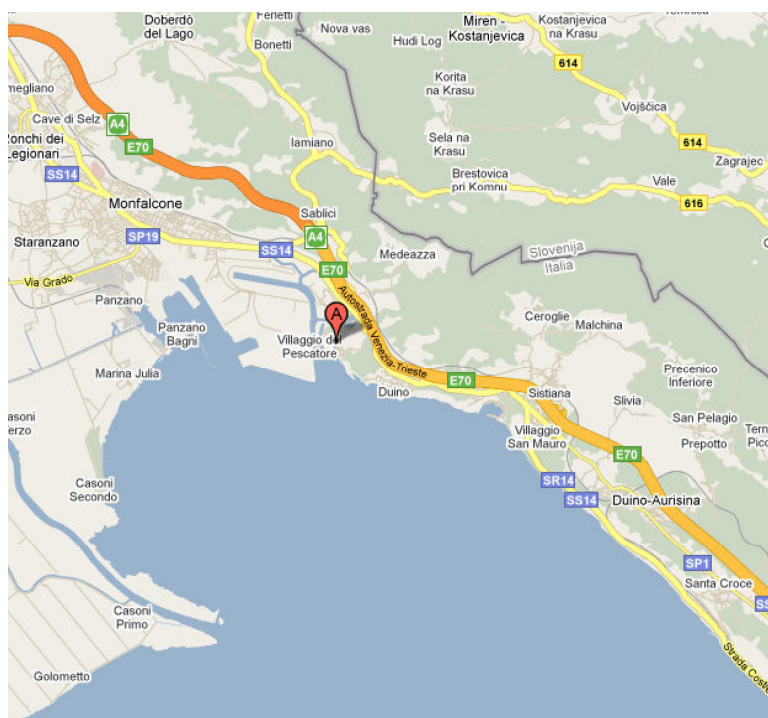 Doberdò
del Lago
Fenetti
Nova vas
Miren -
Kostanjevica
Kostanjevica
na Krasu
Bonetti
Hudi Log
614
Korita
na Krasu
Vojščica
Cave di Selz
A4
E70
Ronchi dei
Legionari
Iamiano
Sela na
Krasu
614
Zagrajec
SS14
Brestovica
pri Komnu
Vale
616
Monfalcone
Sablici
SP19
A4
Staranzano
SS14
Medeazza
Slovenija
Italia
E70
Via Grado
Autostrada Venezia-Trieste
Panzano
A
Ceroglie
Malchina
Panzano
Bagni
Villaggio del
Pescatore
Precenico
Inferiore
Marina Julia
E70
Duino
Sistiana
Slivia
San Pelagio
Villaggio
San Mauro
Prepotto
E70
Casoni
Secondo
SR14
SS14
Duino-Aurisina
SP1
Santa Croce
Casoni
Primo
Golometto